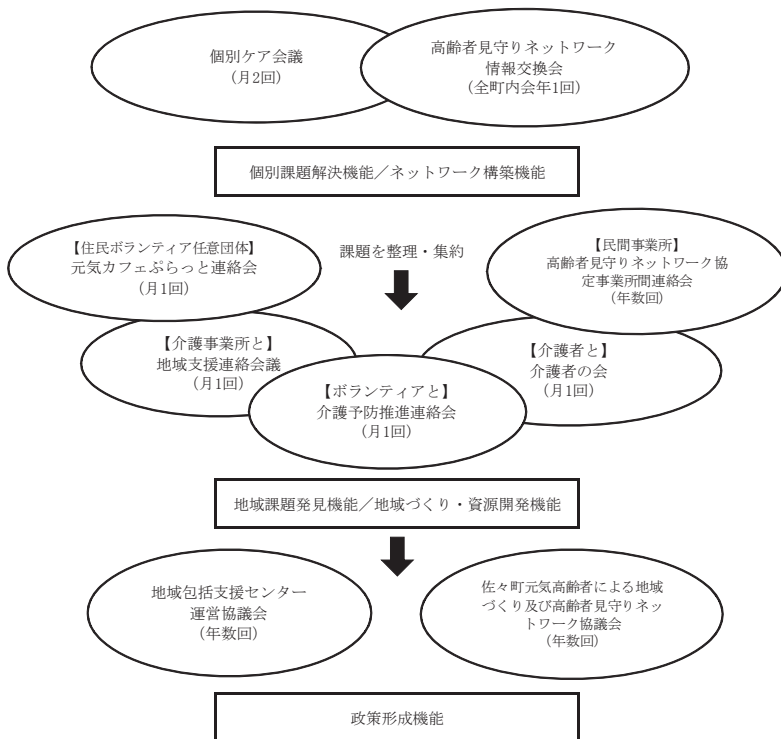 個別ケア会議
（月2回）
高齢者見守りネットワーク
情報交換会
（全町内会年1回）
個別課題解決機能／ネットワーク構築機能
【住民ボランティア任意団体】
元気カフェぷらっと連絡会
（月1回）
課題を整理・集約
【民間事業所】
高齢者見守りネットワーク協
定事業所間連絡会
（年数回）
【介護事業所と】
地域支援連絡会議
（月1回）
【ボランティアと】
介護予防推進連絡会
（月1回）
【介護者と】
介護者の会
（月1回）
地域課題発見機能／地域づくり・資源開発機能
地域包括支援センター
運営協議会
（年数回）
佐々町元気高齢者による地域
づくり及び高齢者見守りネッ
トワーク協議会
（年数回）
政策形成機能